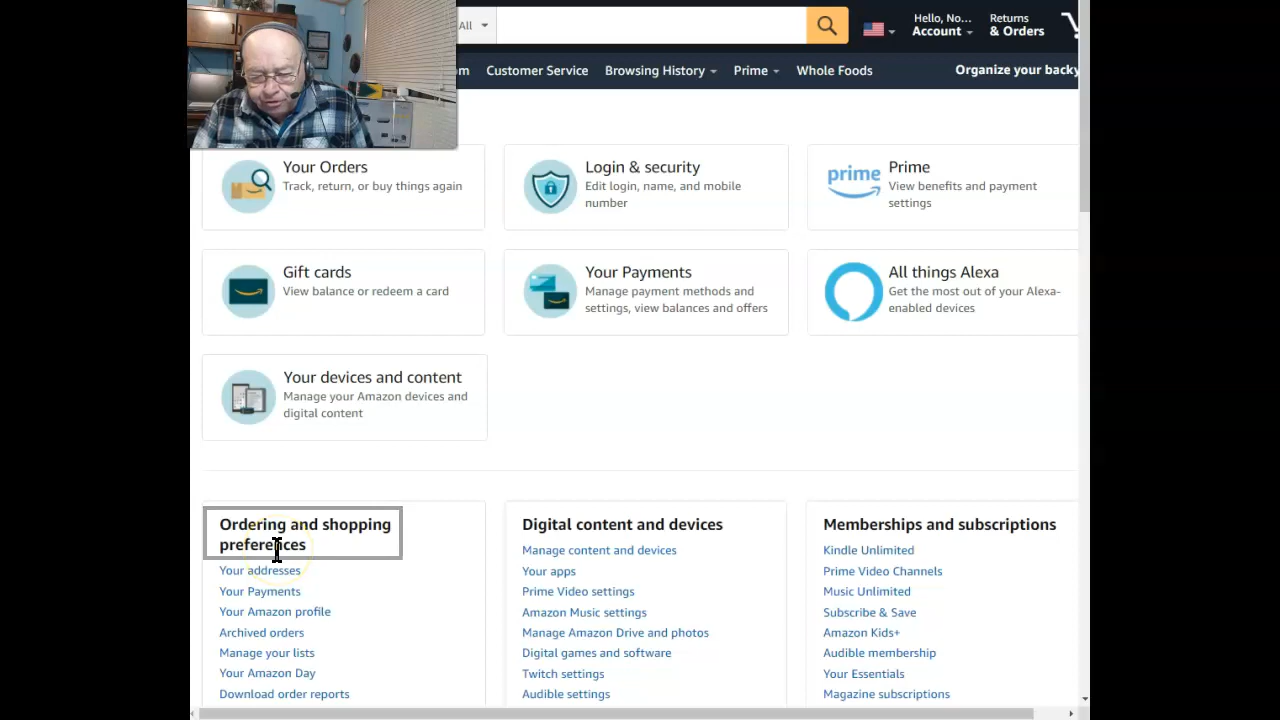 All
Hello, No...
Account
Returns
& Orders
om
Customer Service
Browsing History
Prime
Whole Foods
Organize your backy
Your Orders
Track, return, or buy things again
Login & security
Edit login, name, and mobile
number
prime
Prime
View benefits and payment
settings
Gift cards
View balance or redeem a card
Your Payments
Manage payment methods and
settings, view balances and offers
All things Alexa
Get the most out of your Alexa-
enabled devices
Your devices and content
Manage your Amazon devices and
digital content
Ordering and shopping
preferences
Your addresses
Your Payments
Your Amazon profile
Archived orders
Manage your lists
Your Amazon Day
Download order reports
Digital content and devices
Manage content and devices
Your apps
Prime Video settings
Amazon Music settings
Manage Amazon Drive and photos
Digital games and software
Twitch settings
Audible settings
Memberships and subscriptions
Kindle Unlimited
Prime Video Channels
Music Unlimited
Subscribe & Save
Amazon Kids+
Audible membership
Your Essentials
Magazine subscriptions